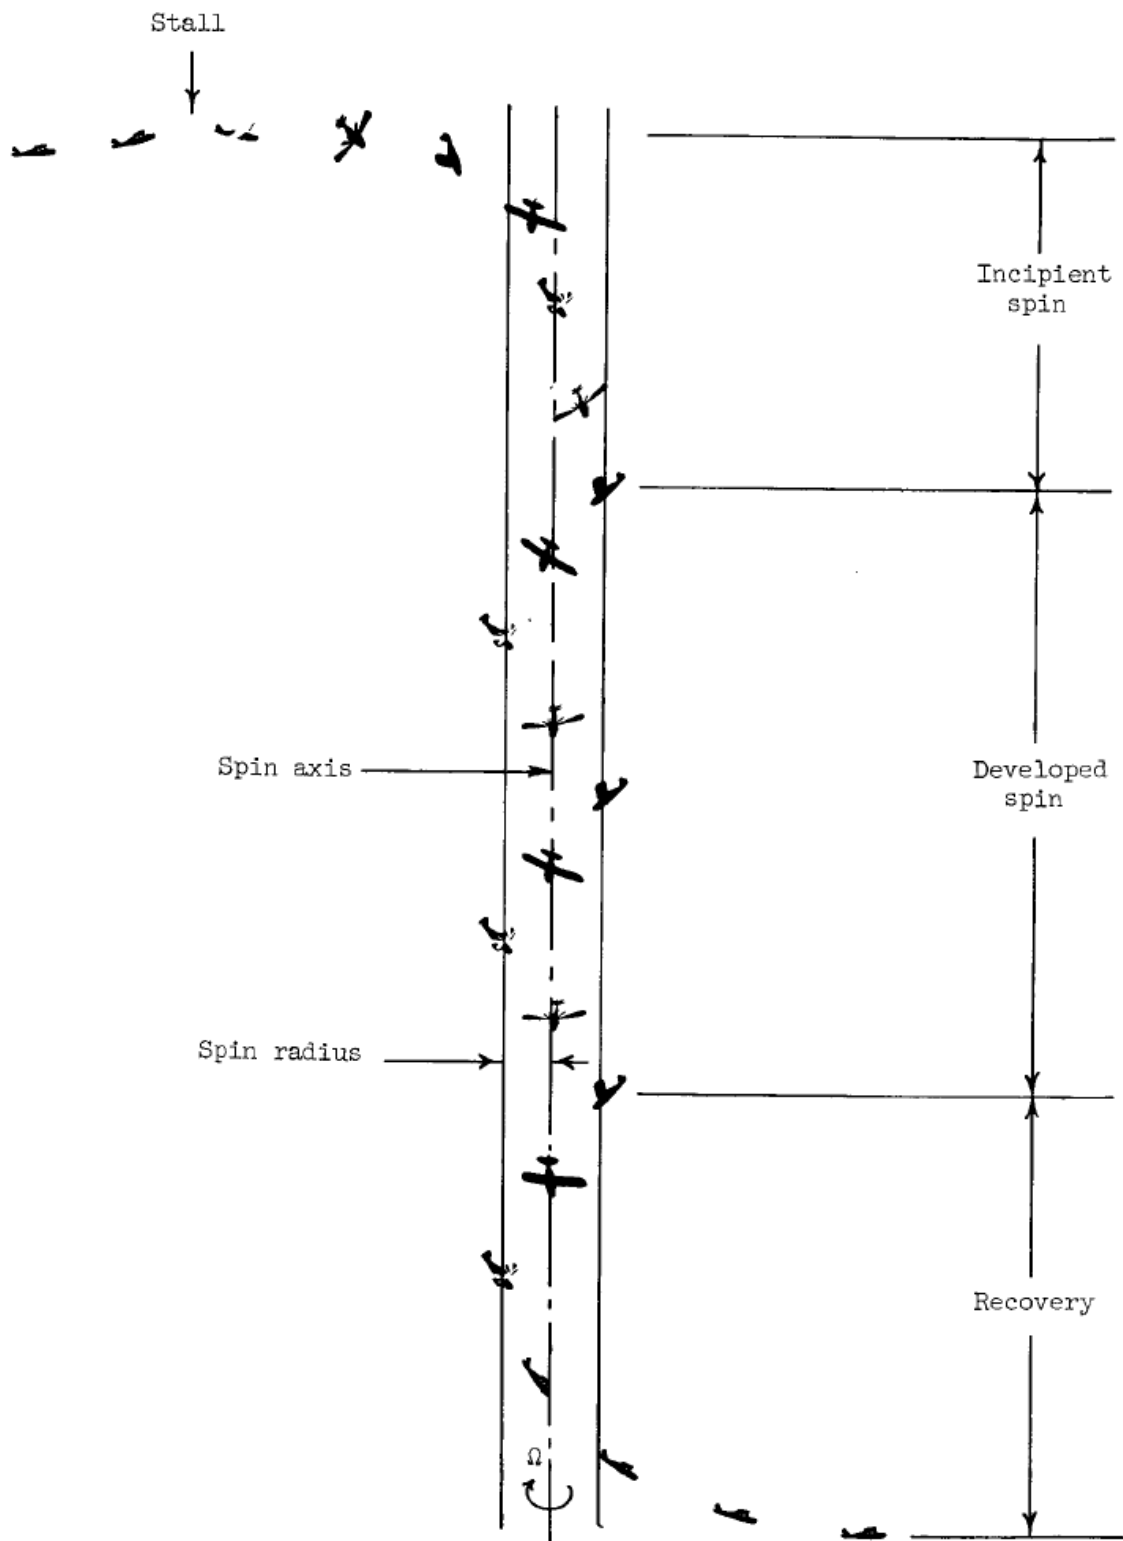 Stall
Incipient
spin
Spin axis
Developed
spin
Spin radius
Recovery
Ω